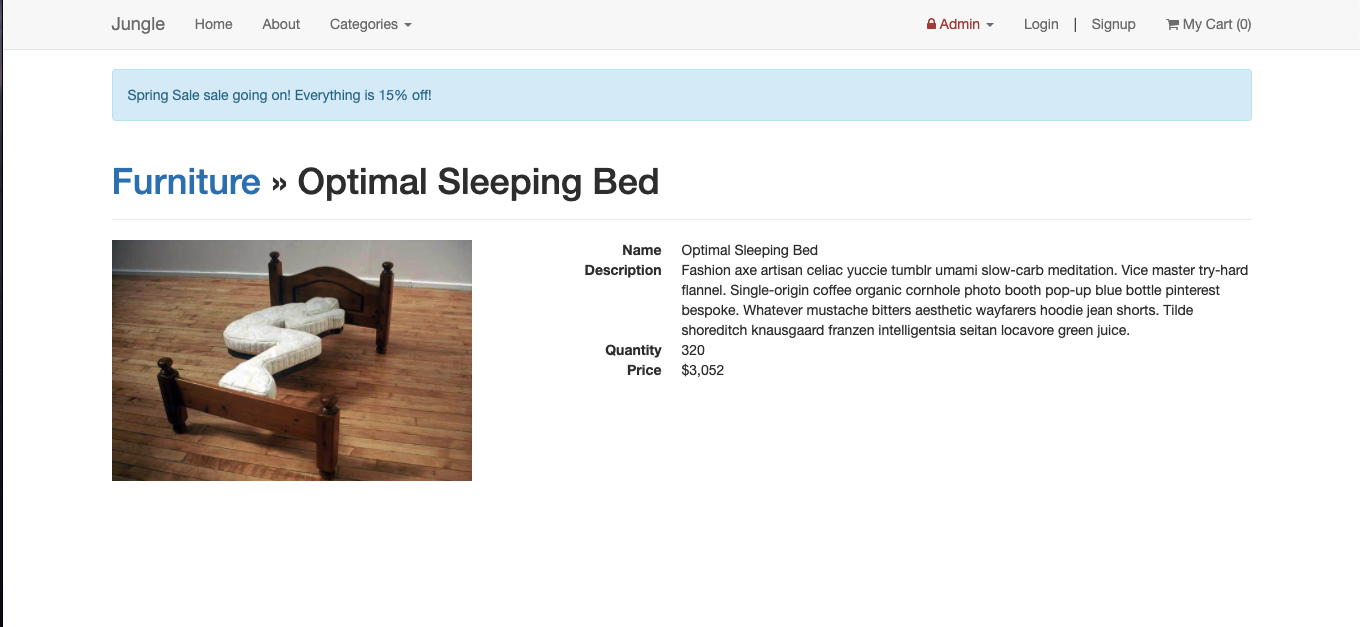 Jungle Home About Categories Admin Login | Signup My Cart (0)
Spring Sale sale going on! Everything is 15% off!
Furniture » Optimal Sleeping Bed
Name Optimal Sleeping Bed
Description Fashion axe artisan celiac yuccie tumblr umami slow-carb meditation. Vice master try-hard
flannel. Single-origin coffee organic cornhole photo booth pop-up blue bottle pinterest
bespoke. Whatever mustache bitters aesthetic wayfarers hoodie jean shorts. Tilde
shoreditch knausgaard franzen intelligentsia seitan locavore green juice.
Quantity 320
Price $3,052